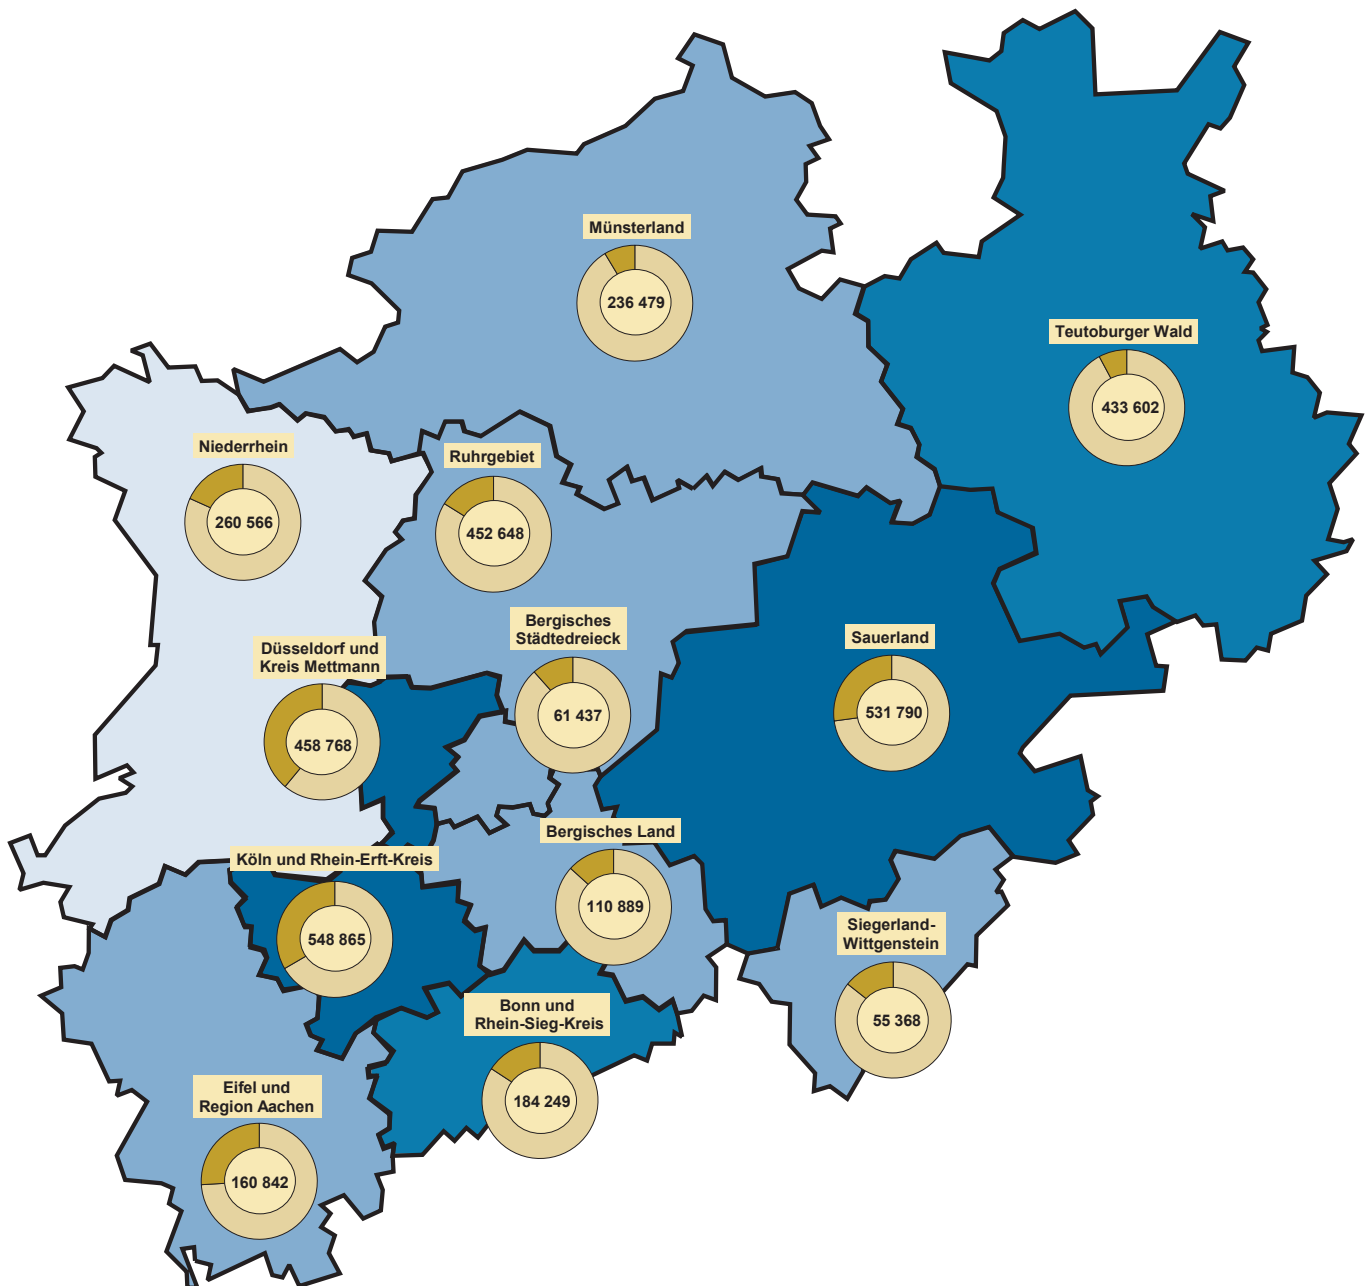 Münsterland
236 479
Teutoburger Wald
433 602
Niederrhein
260 566
Ruhrgebiet
452 648
Bergisches
Städtedreieck
61 437
Sauerland
531 790
Düsseldorf und
Kreis Mettmann
458 768
Bergisches Land
110 889
Köln und Rhein-Erft-Kreis
548 865
Siegerland-
Wittgenstein
55 368
Bonn und
Rhein-Sieg-Kreis
184 249
Eifel und
Region Aachen
160 842